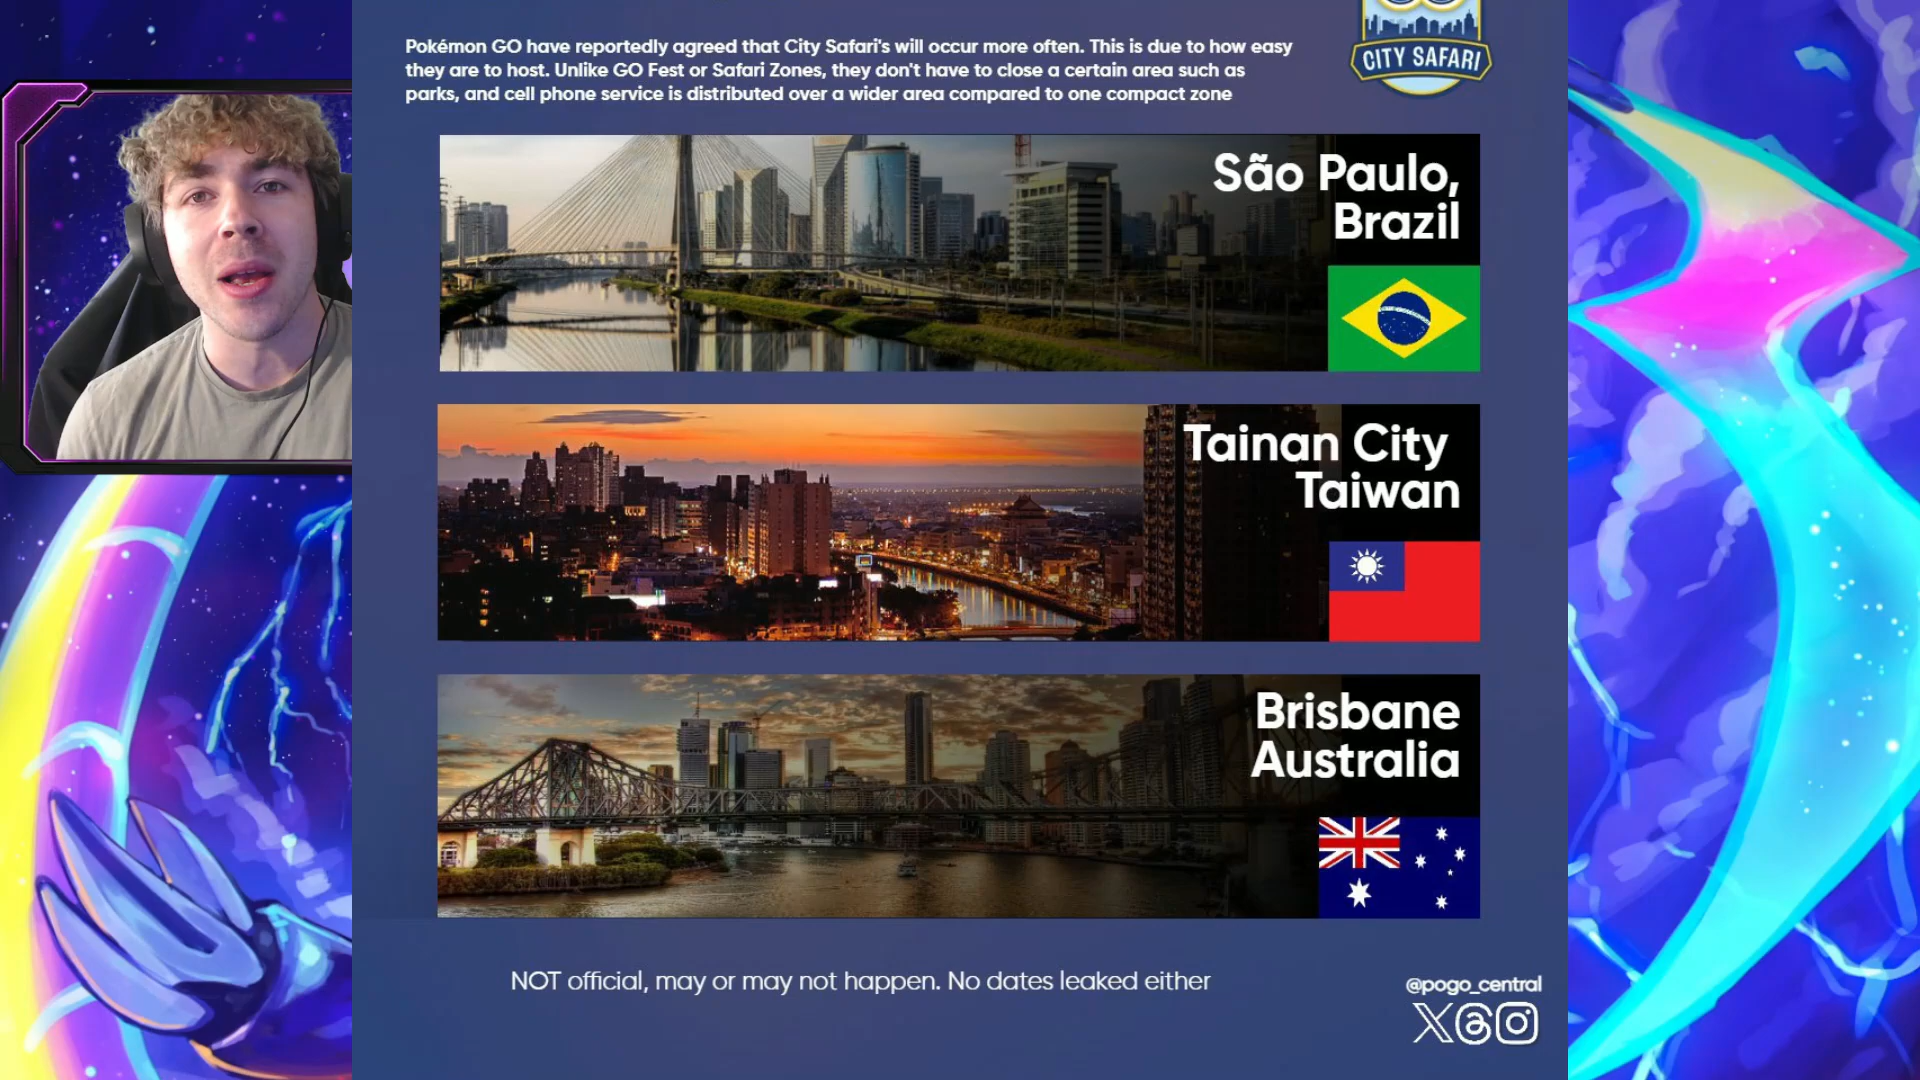 Pokémon GO have reportedly agreed that City Safari's will occur more often. This is due to how easy
they are to host. Unlike GO Fest or Safari Zones, they don't have to close a certain area such as
parks, and cell phone service is distributed over a wider area compared to one compact zone
CITY SAFARI
São Paulo,
Brazil
Tainan City
Taiwan
Brisbane
Australia
NOT official, may or may not happen. No dates leaked either
@pogo_central